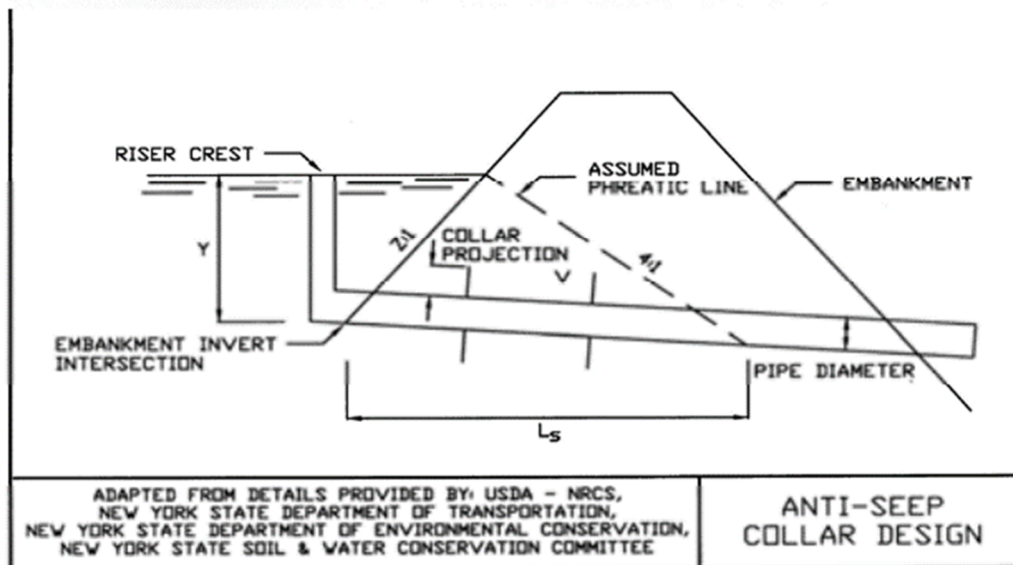 RISER CREST
ASSUMED
PHREATIC LINE
EMBANKMENT
Y
2:1
COLLAR
PROJECTION
V
4:1
EMBANKMENT INVERT
INTERSECTION
PIPE DIAMETER
LS
ADAPTED FROM DETAILS PROVIDED BY: USDA - NRCS,
NEW YORK STATE DEPARTMENT OF TRANSPORTATION,
NEW YORK STATE DEPARTMENT OF ENVIRONMENTAL CONSERVATION,
NEW YORK STATE SOIL & WATER CONSERVATION COMMITTEE
ANTI-SEEP
COLLAR DESIGN